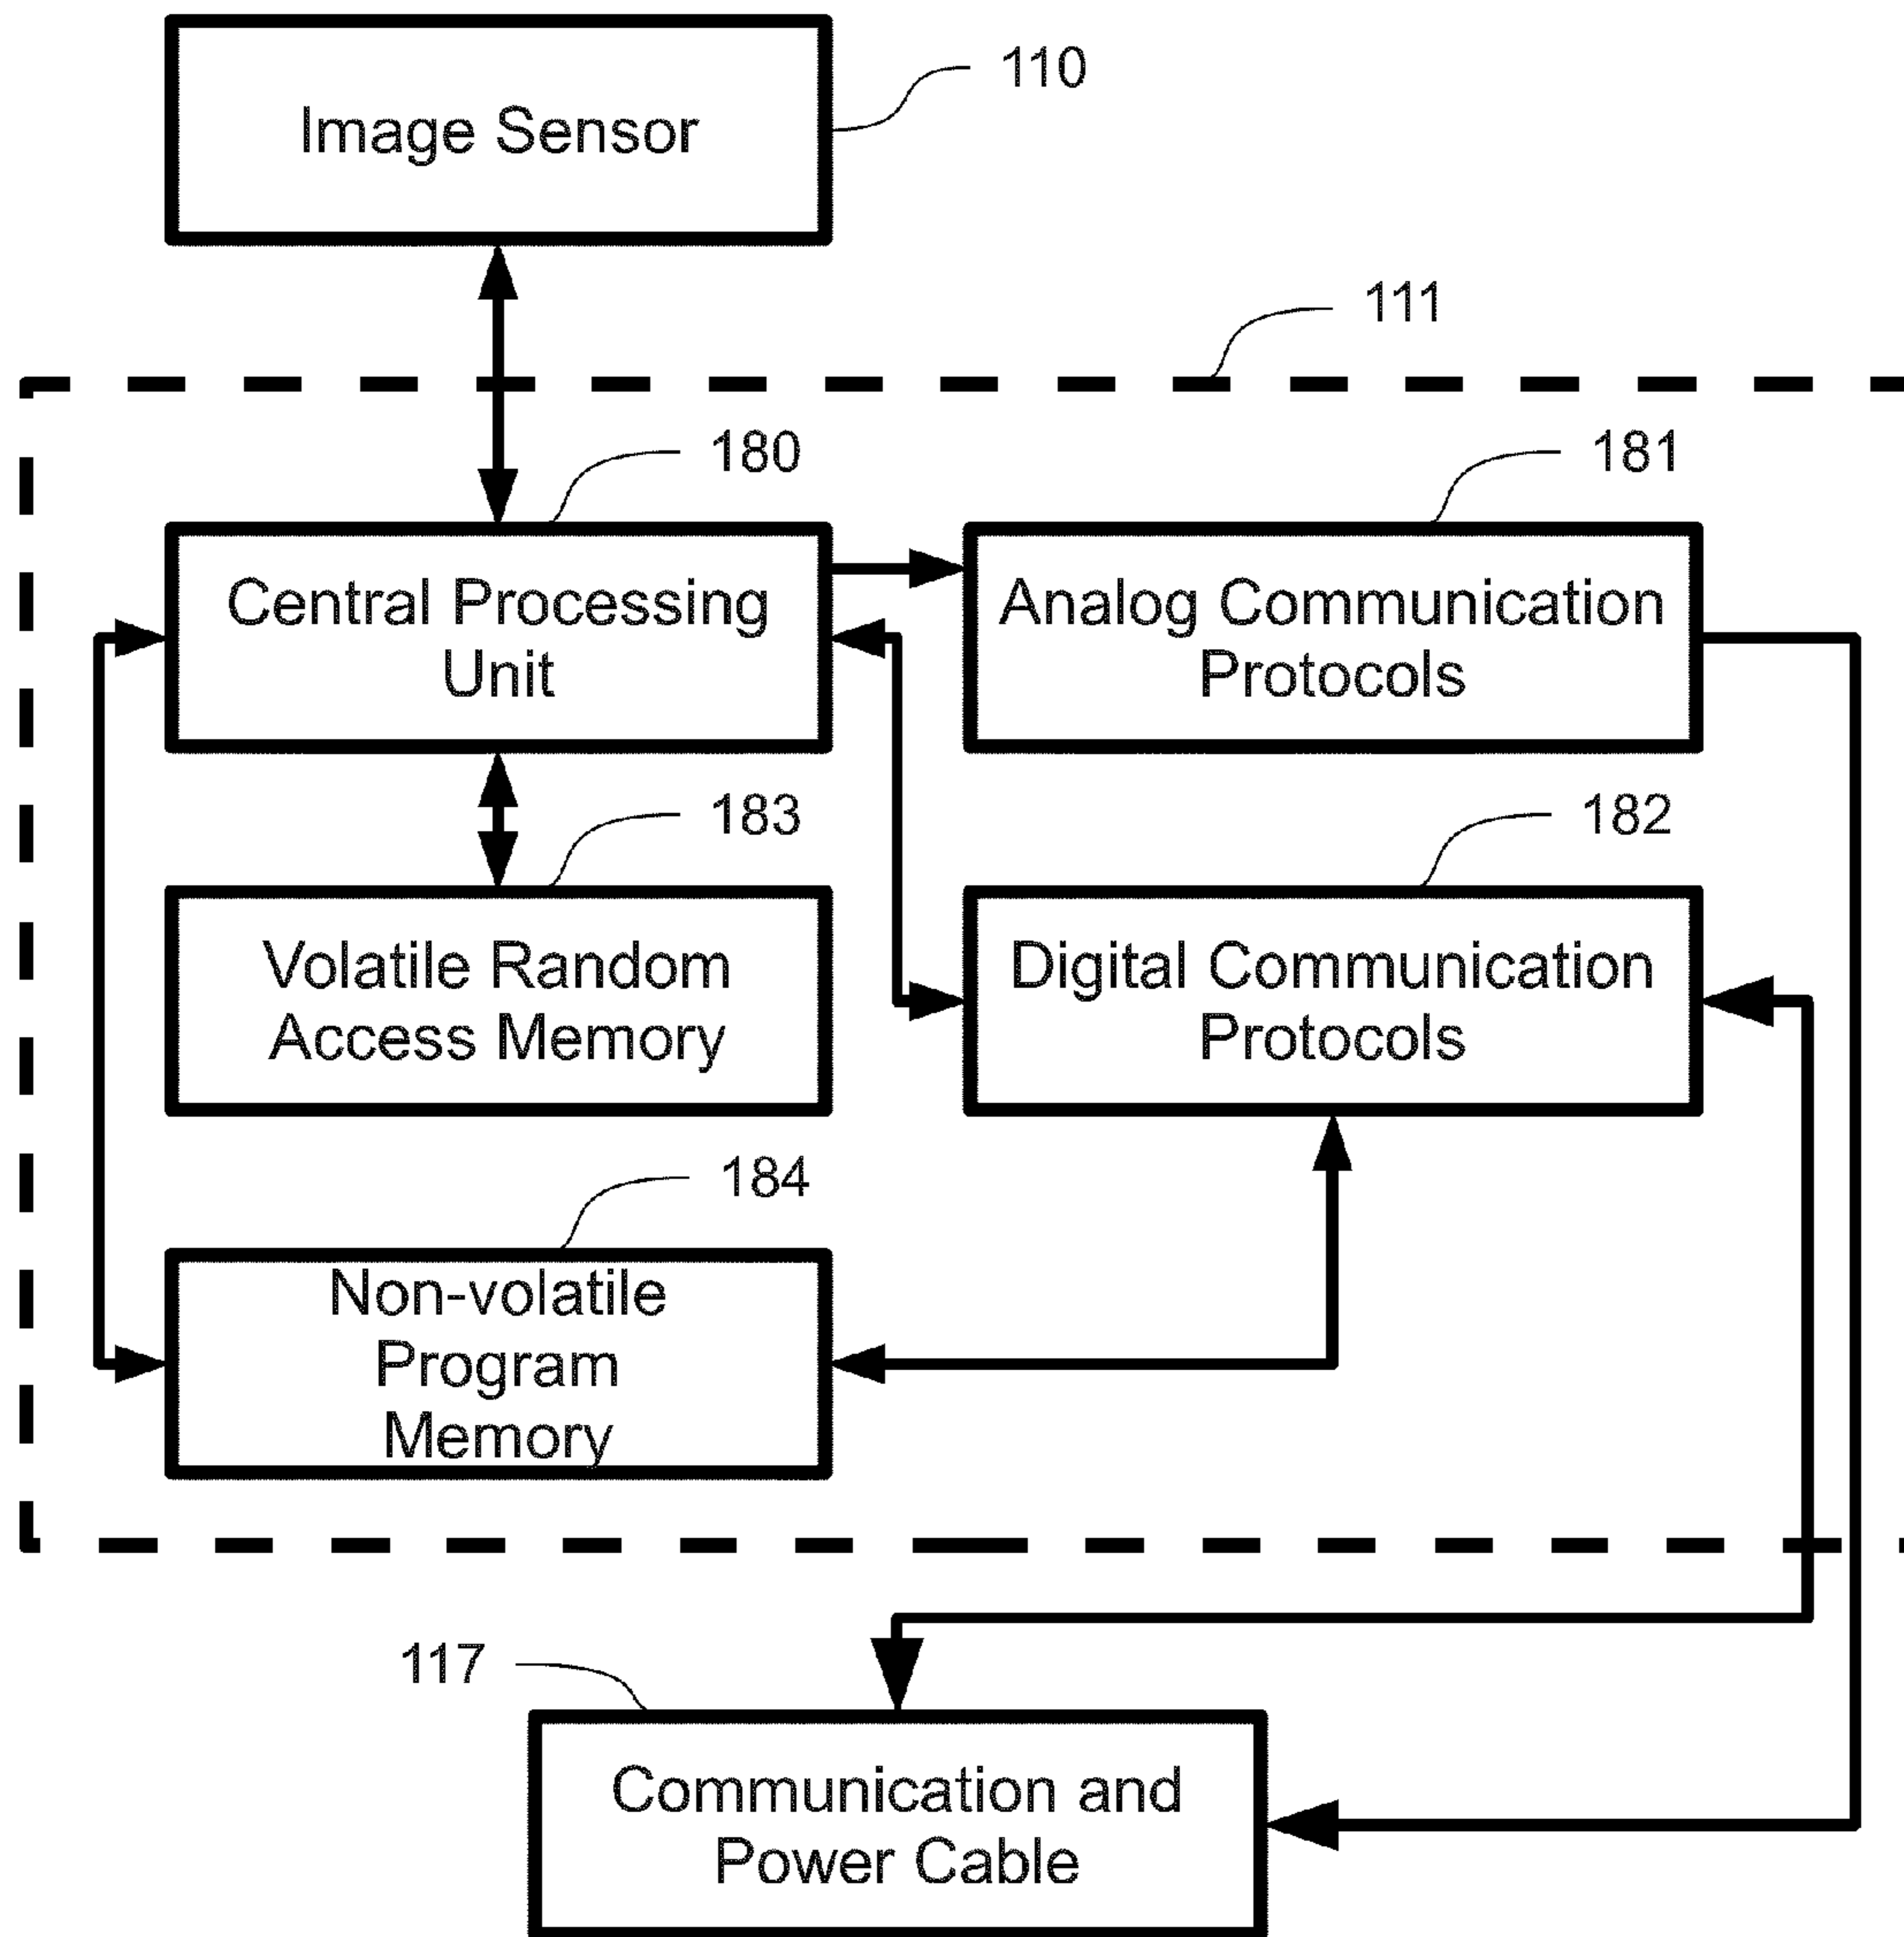 110
Image Sensor
111
180
181
Central Processing
Unit
Analog Communication
Protocols
183
182
Volatile Random
Access Memory
Digital Communication
Protocols
184
Non-volatile
Program
Memory
117
Communication and
Power Cable